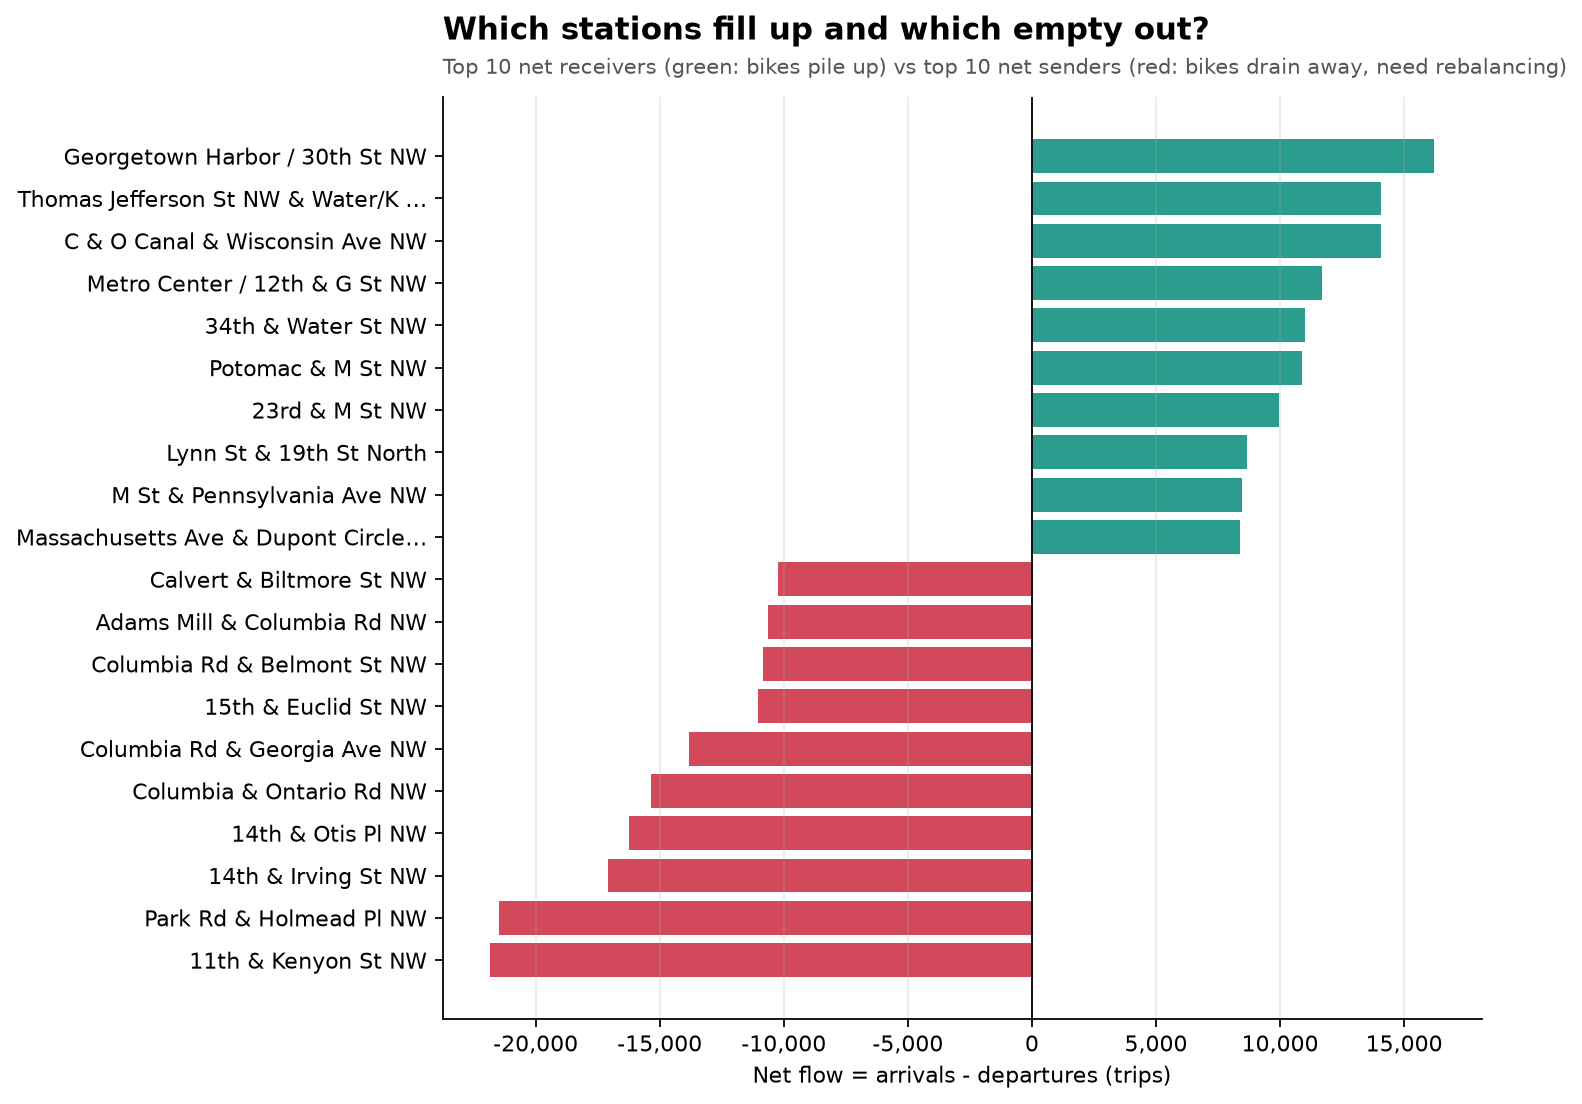 Which stations fill up and which empty out?
Top 10 net receivers (green: bikes pile up) vs top 10 net senders (red: bikes drain away, need rebalancing)
Georgetown Harbor / 30th St NW
Thomas Jefferson St NW & Water/K …
C & O Canal & Wisconsin Ave NW
Metro Center / 12th & G St NW
34th & Water St NW
Potomac & M St NW
23rd & M St NW
Lynn St & 19th St North
M St & Pennsylvania Ave NW
Massachusetts Ave & Dupont Circle…
Calvert & Biltmore St NW
Adams Mill & Columbia Rd NW
Columbia Rd & Belmont St NW
15th & Euclid St NW
Columbia Rd & Georgia Ave NW
Columbia & Ontario Rd NW
14th & Otis Pl NW
14th & Irving St NW
Park Rd & Holmead Pl NW
11th & Kenyon St NW
-20,000 -15,000 -10,000 -5,000 0 5,000 10,000 15,000
Net flow = arrivals - departures (trips)